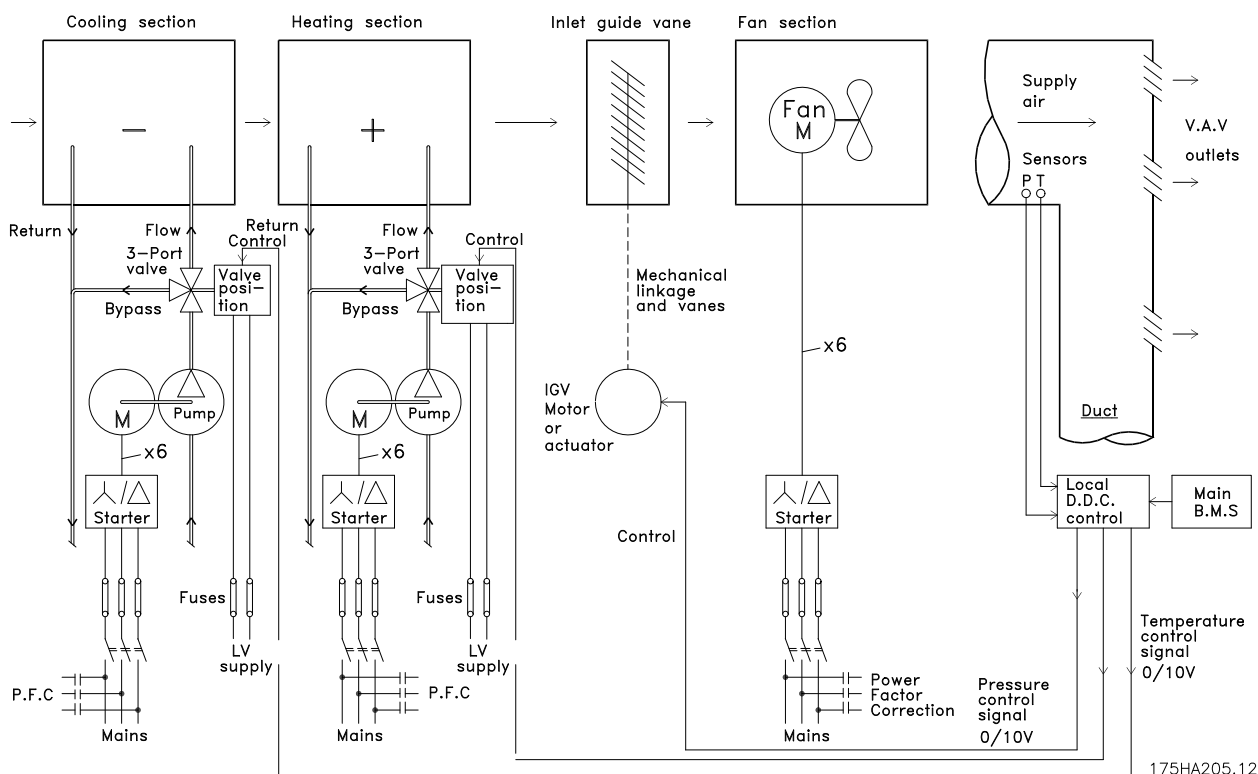 Cooling section
Heating section
Inlet guide vane
Fan section
Fan
M
Supply
air
V.A.V
outlets
Sensors
P T
Return
Flow
Return
Control
Flow
Control
3-Port
valve
Valve
posi-
tion
3-Port
valve
Valve
posi-
tion
Bypass
Bypass
Mechanical
linkage
and vanes
x6
IGV
Motor
or
actuator
M
Pump
M
Pump
Duct
x6
x6
Starter
Starter
Starter
Local
D.D.C.
control
Main
B.M.S
Control
Fuses
Fuses
LV
supply
LV
supply
Temperature
control
signal
0/10V
P.F.C
P.F.C
Power
Factor
Correction
Pressure
control
signal
0/10V
Mains
Mains
Mains
175HA205.12